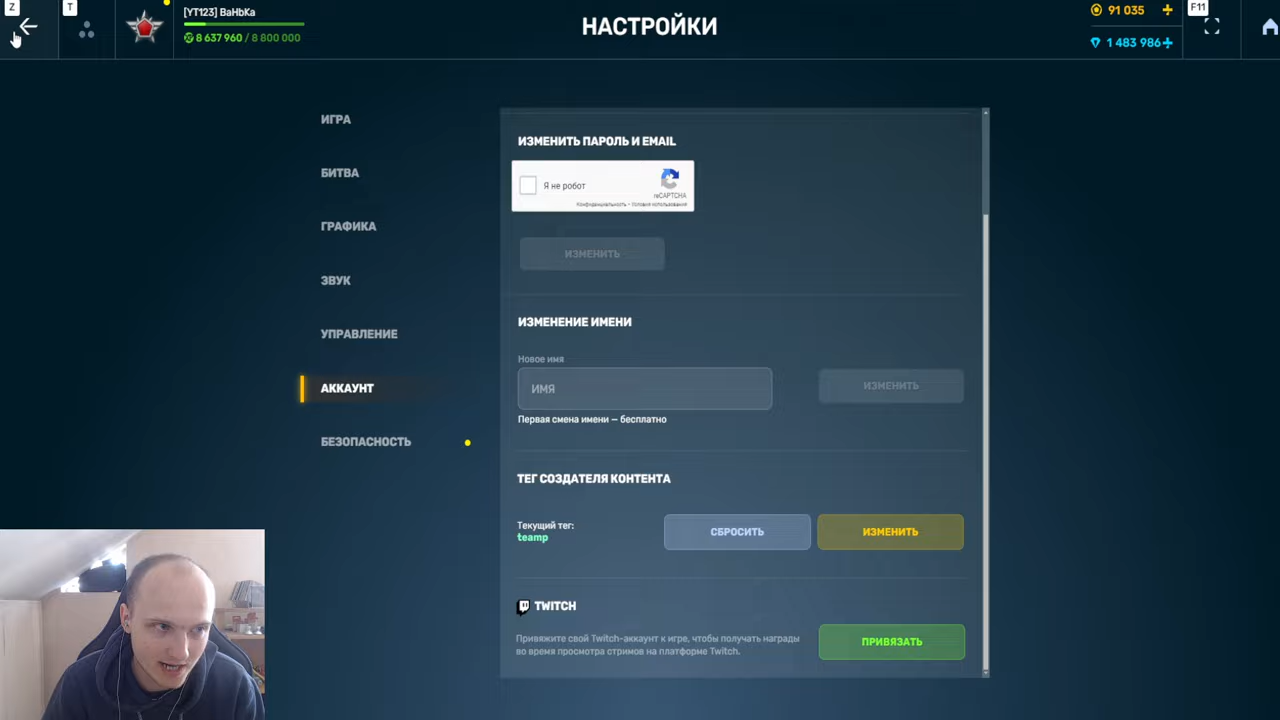 Z
T
[YT123] BaHbKa
8 637 960 / 8 800 000
НАСТРОЙКИ
91 035 +
1 483 986+
F11
ИГРА
БИТВА
ГРАФИКА
ЗВУК
УПРАВЛЕНИЕ
АККАУНТ
БЕЗОПАСНОСТЬ
ИЗМЕНИТЬ ПАРОЛЬ И EMAIL
Я не робот
reCAPTCHA
Конфиденциальность - Условия использования
ИЗМЕНИТЬ
ИЗМЕНЕНИЕ ИМЕНИ
Новое имя
ИМЯ
ИЗМЕНИТЬ
Первая смена имени — бесплатно
ТЕГ СОЗДАТЕЛЯ КОНТЕНТА
Текущий тег:
teamp
СБРОСИТЬ
ИЗМЕНИТЬ
TWITCH
Привяжите свой Twitch-аккаунт к игре, чтобы получать награды
во время просмотра стримов на платформе Twitch.
ПРИВЯЗАТЬ